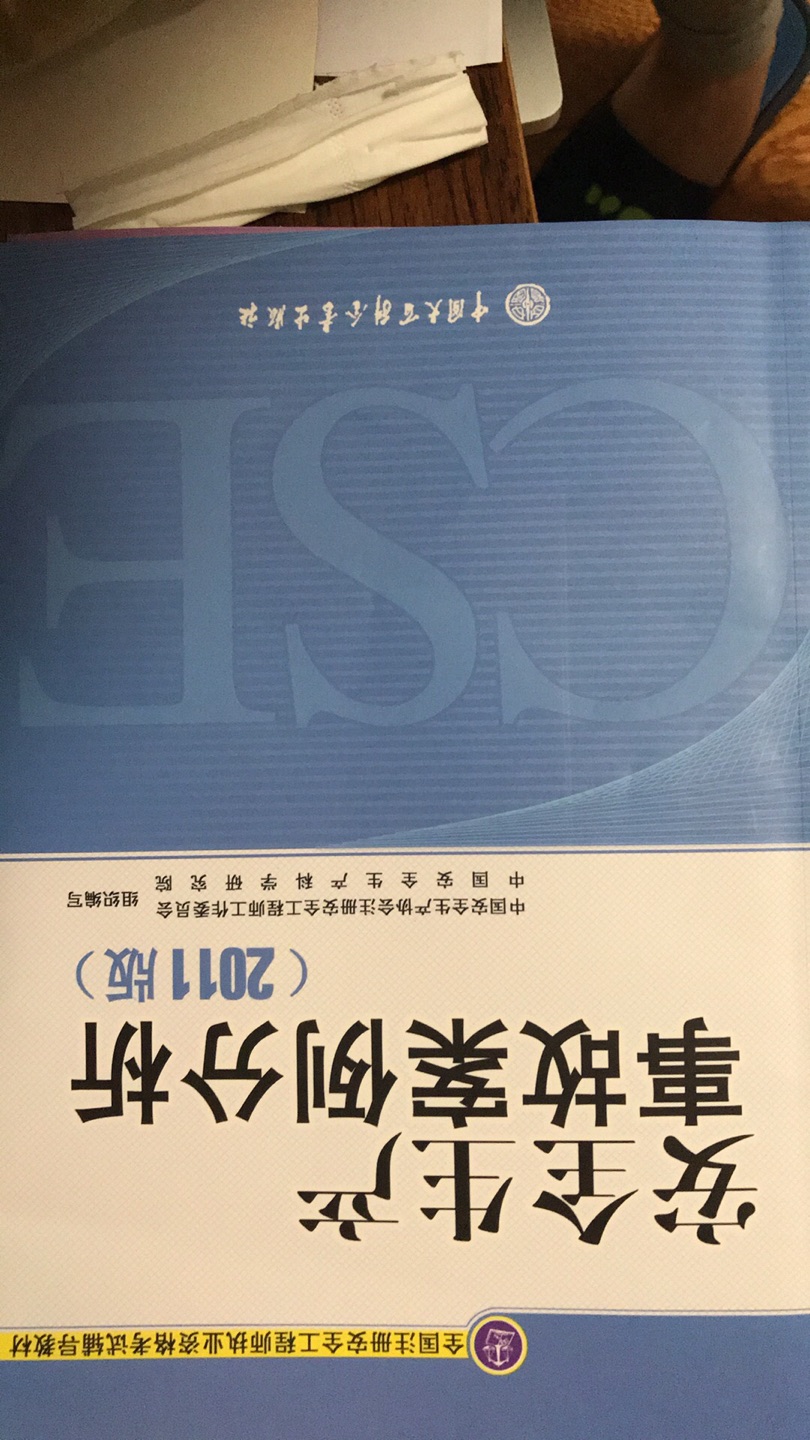 全国注册安全工程师执业资格考试辅导教材
安全生产
事故案例分析
（2011版）
中国安全生产协会注册安全工程师工作委员会
中国安全生产科学研究院
组织编写
CSE
中国大百科全书出版社